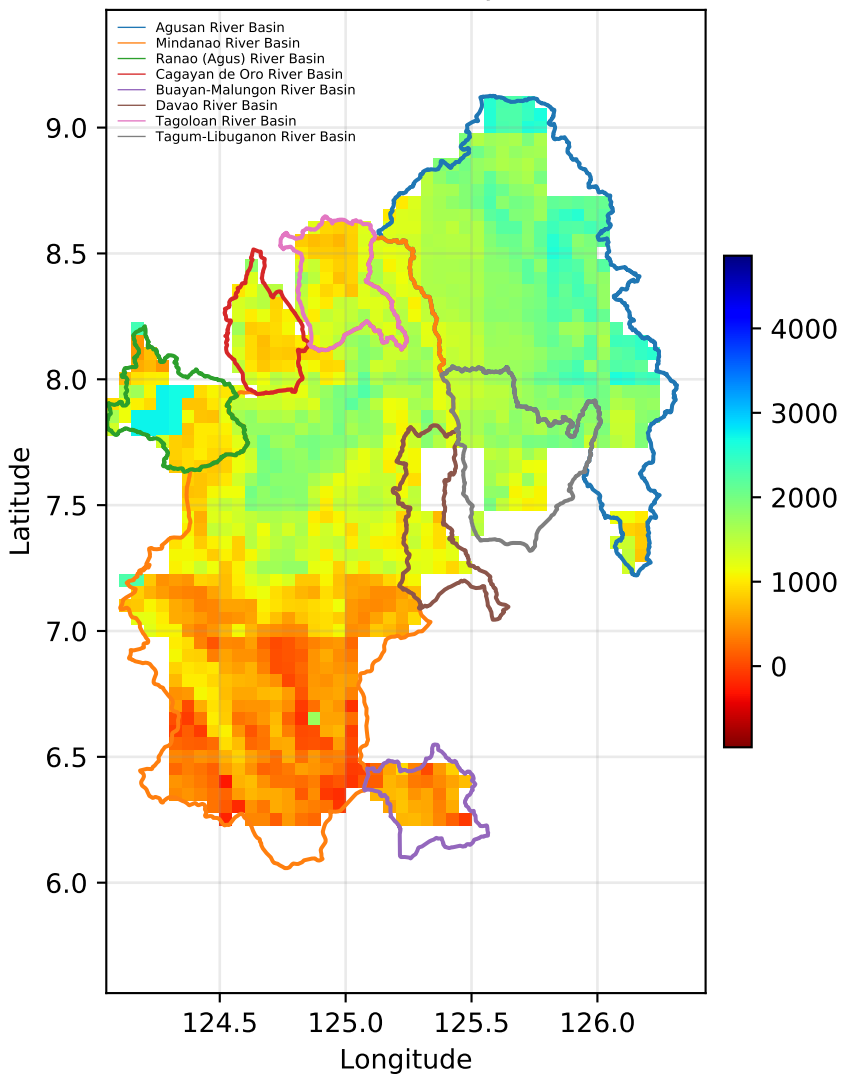 Agusan River Basin
Mindanao River Basin
Ranao (Agus) River Basin
Cagayan de Oro River Basin
Buayan-Malungon River Basin
Davao River Basin
Tagoloan River Basin
Tagum-Libuganon River Basin
9.0
8.5
8.0
7.5
7.0
6.5
6.0
Latitude
124.5 125.0 125.5 126.0
Longitude
4000
3000
2000
1000
0